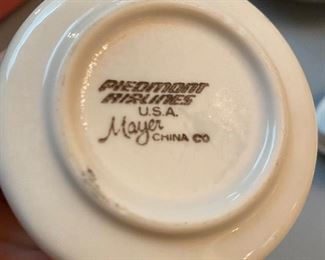 PIEDMONT
AIRLINES
U.S.A.
Mayer
CHINA CO